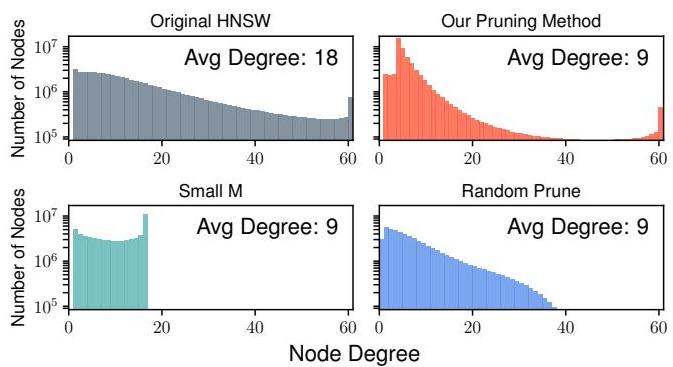 Original HNSW
Our Pruning Method
Number of Nodes
10^7
10^6
10^5
Avg Degree: 18
Avg Degree: 9
0 20 40 60
0 20 40 60
Small M
Random Prune
Number of Nodes
10^7
10^6
10^5
Avg Degree: 9
Avg Degree: 9
0 20 40 60
0 20 40 60
Node Degree